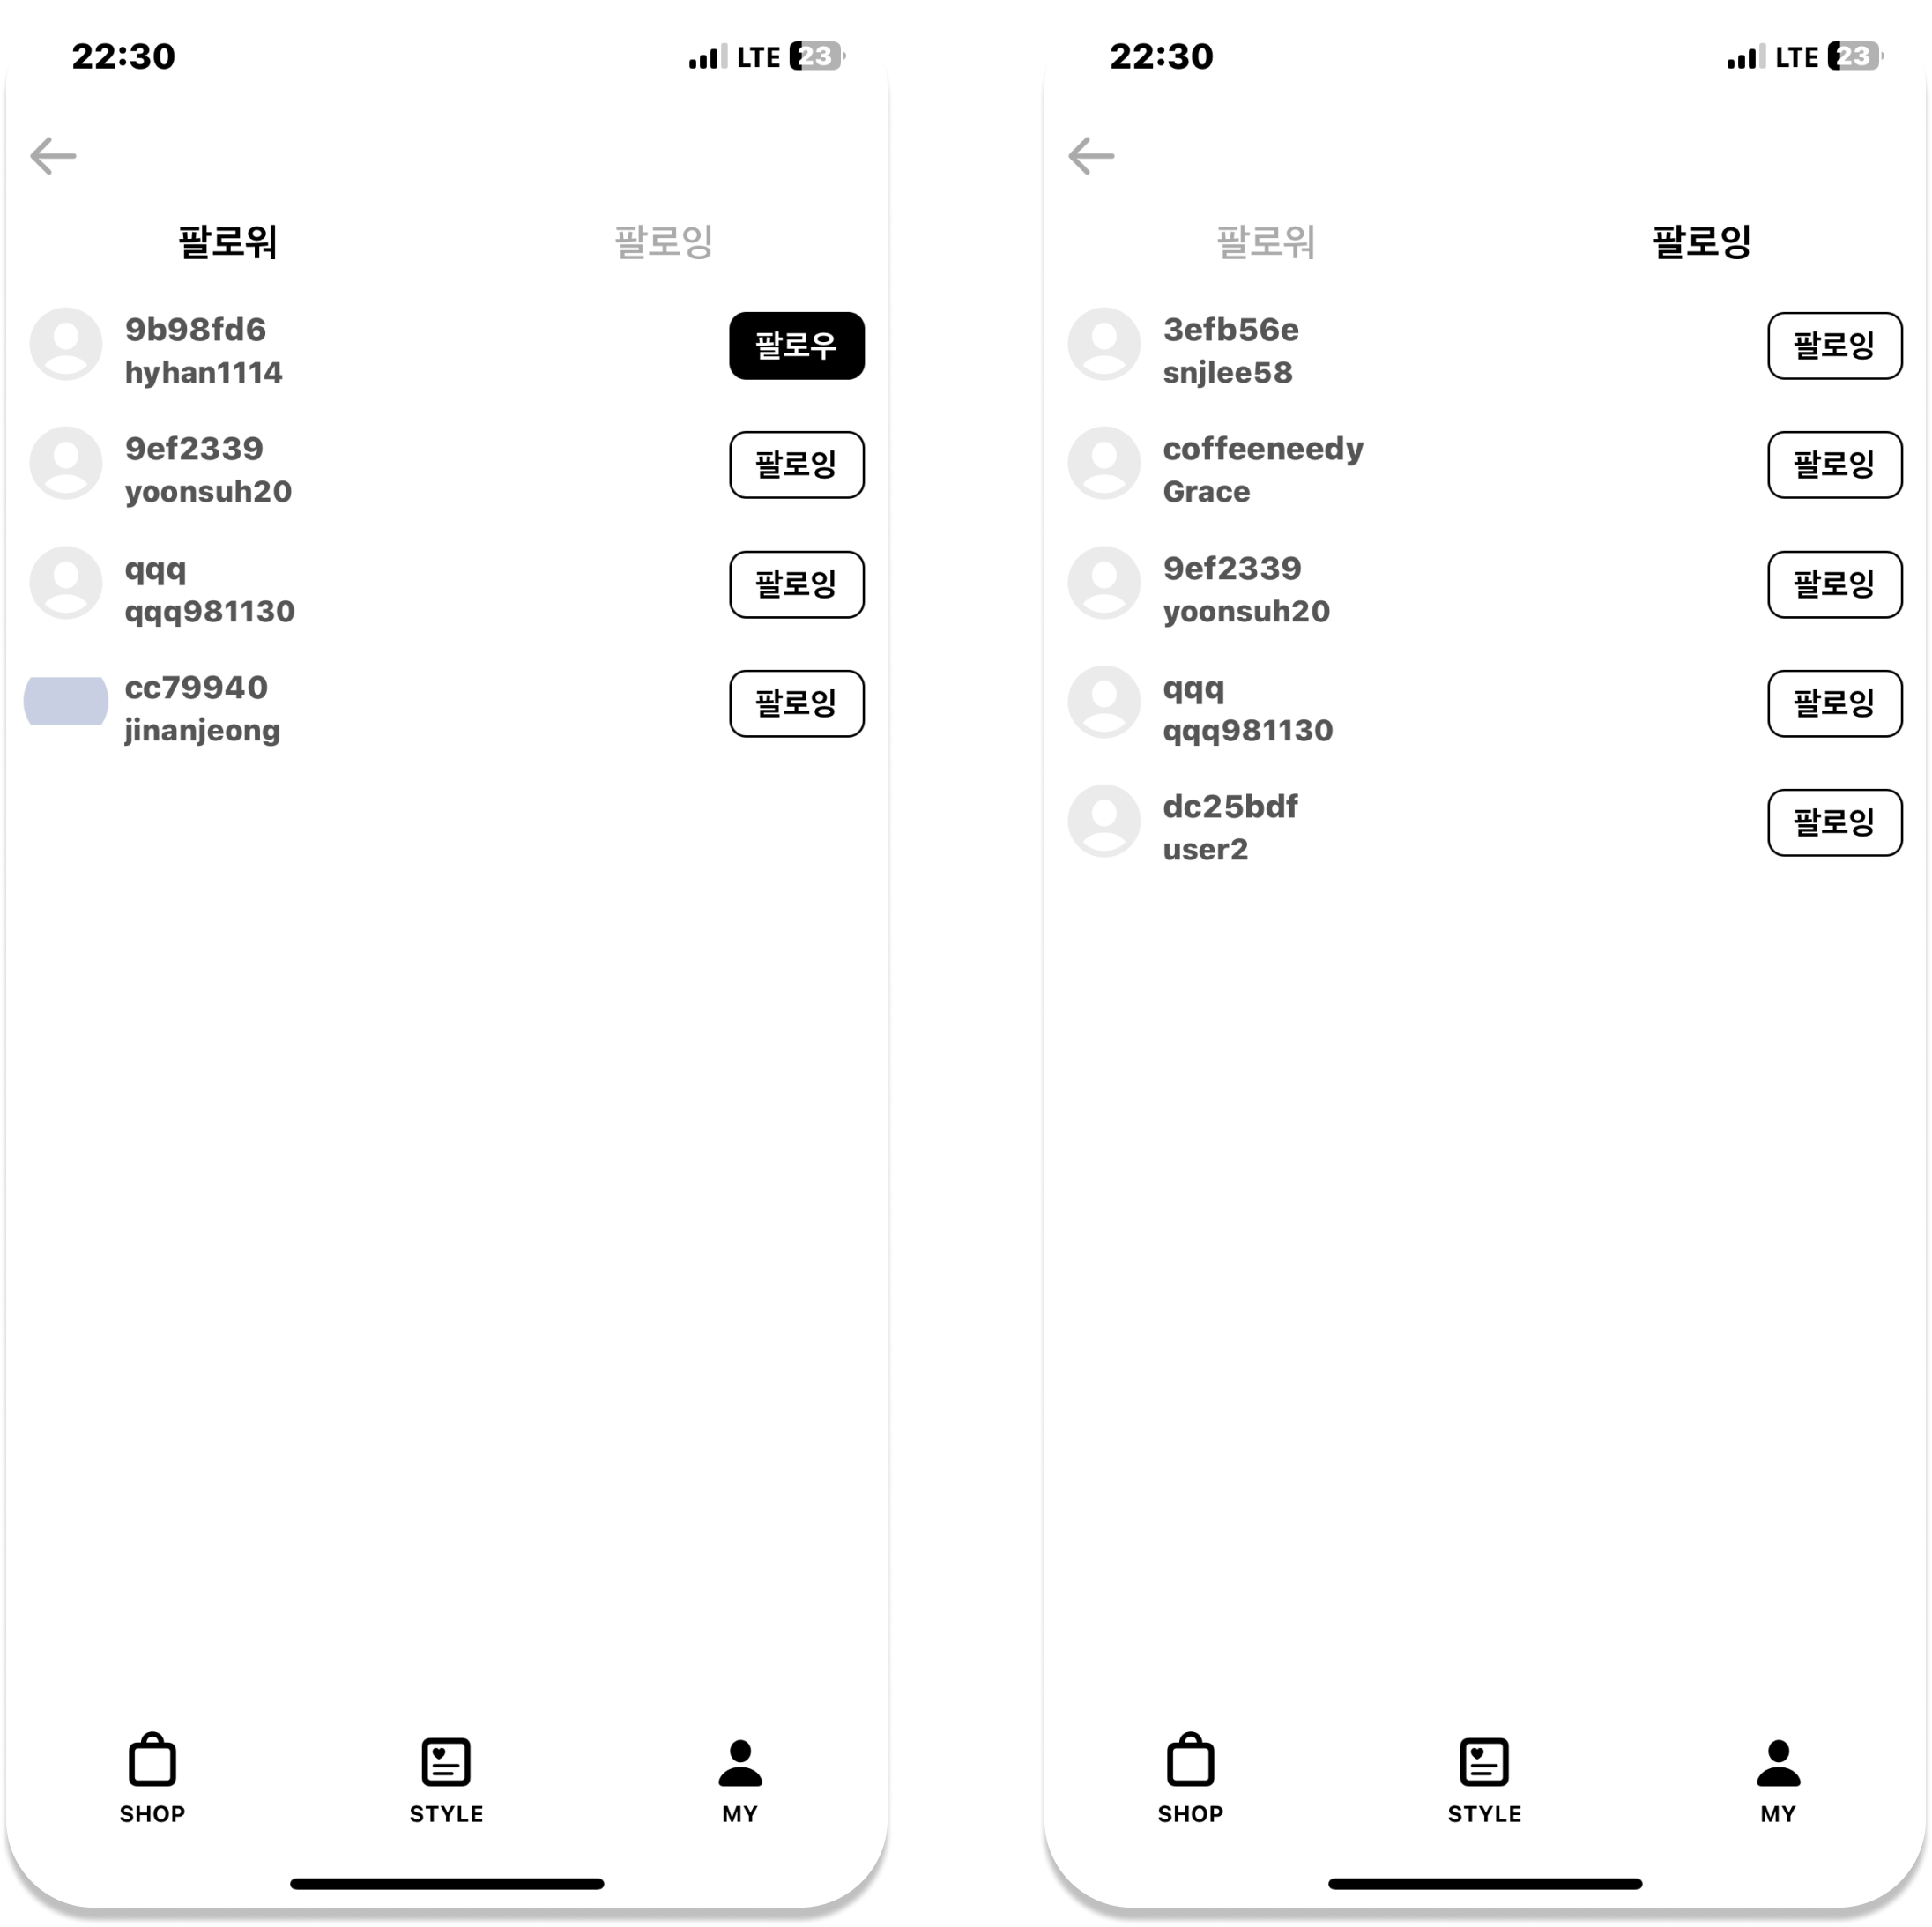 22:30 LTE 23
팔로워 팔로잉
9b98fd6
hyhan1114
팔로우
9ef2339
yoonsuh20
팔로잉
qqq
qqq981130
팔로잉
cc79940
jinanjeong
팔로잉
SHOP STYLE MY
22:30 LTE 23
팔로워 팔로잉
3efb56e
snjlee58
팔로잉
coffeeneedy
Grace
팔로잉
9ef2339
yoonsuh20
팔로잉
qqq
qqq981130
팔로잉
dc25bdf
user2
팔로잉
SHOP STYLE MY